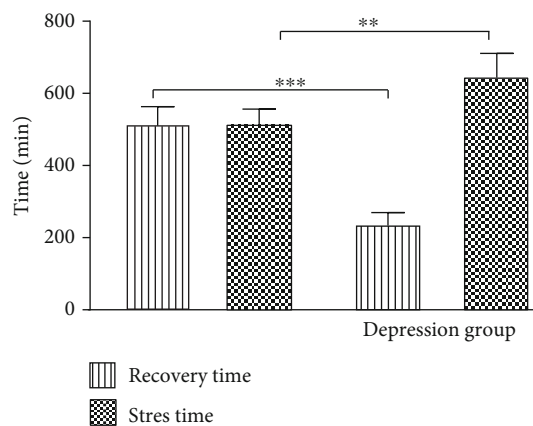 800
**
600
***
400
200
0
Time (min)
Depression group
Recovery time
Stres time